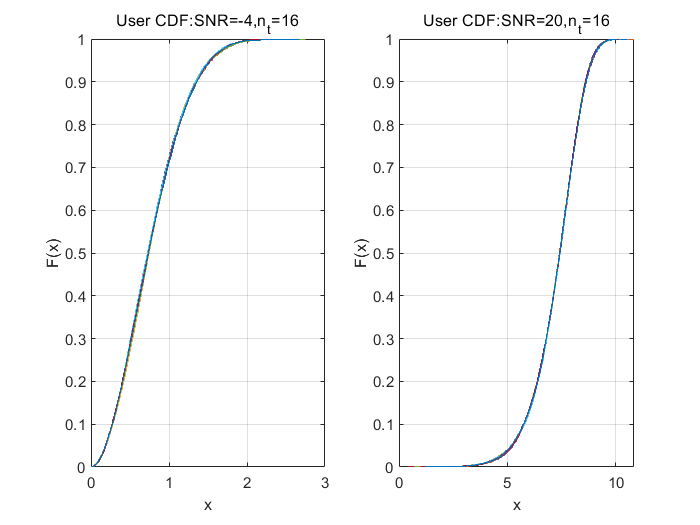 User CDF:SNR=-4,n_t=16
1
0.9
0.8
0.7
0.6
0.5
0.4
0.3
0.2
0.1
0
F(x)
0 1 2 3
x
User CDF:SNR=20,n_t=16
1
0.9
0.8
0.7
0.6
0.5
0.4
0.3
0.2
0.1
0
F(x)
0 5 10
x